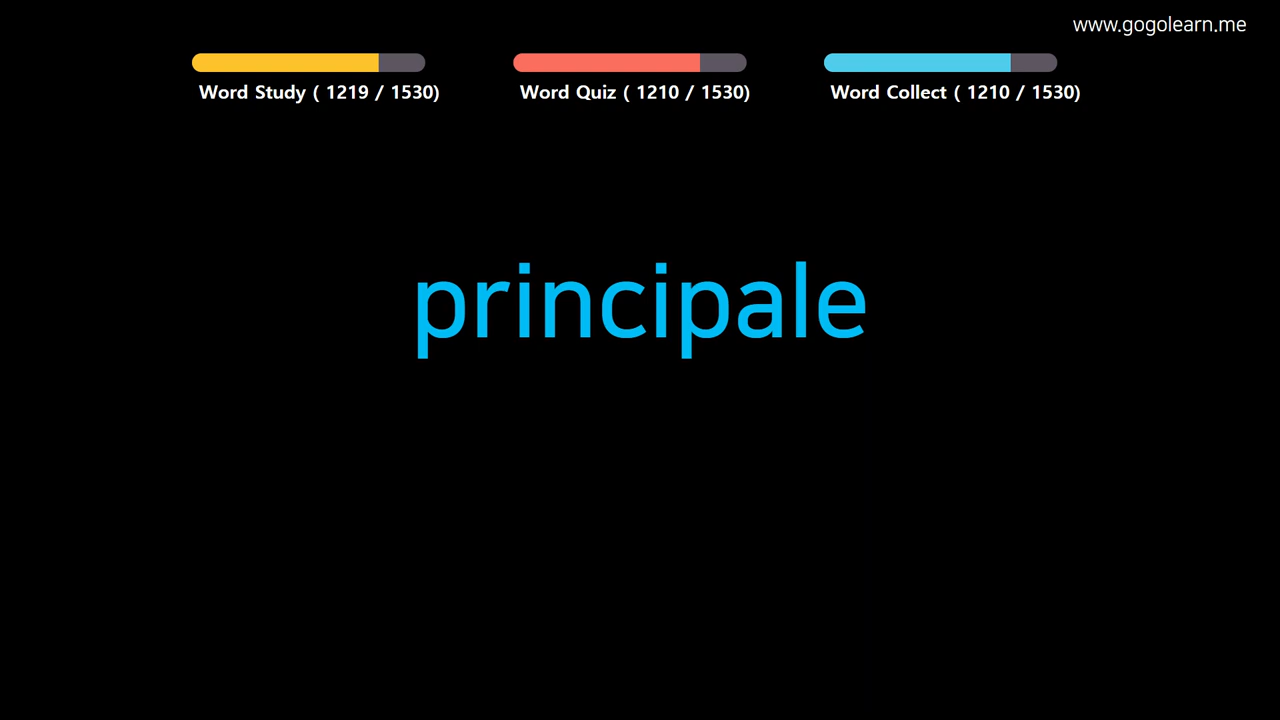 www.gogolearn.me
Word Study ( 1219 / 1530)
Word Quiz ( 1210 / 1530)
Word Collect ( 1210 / 1530)
principale